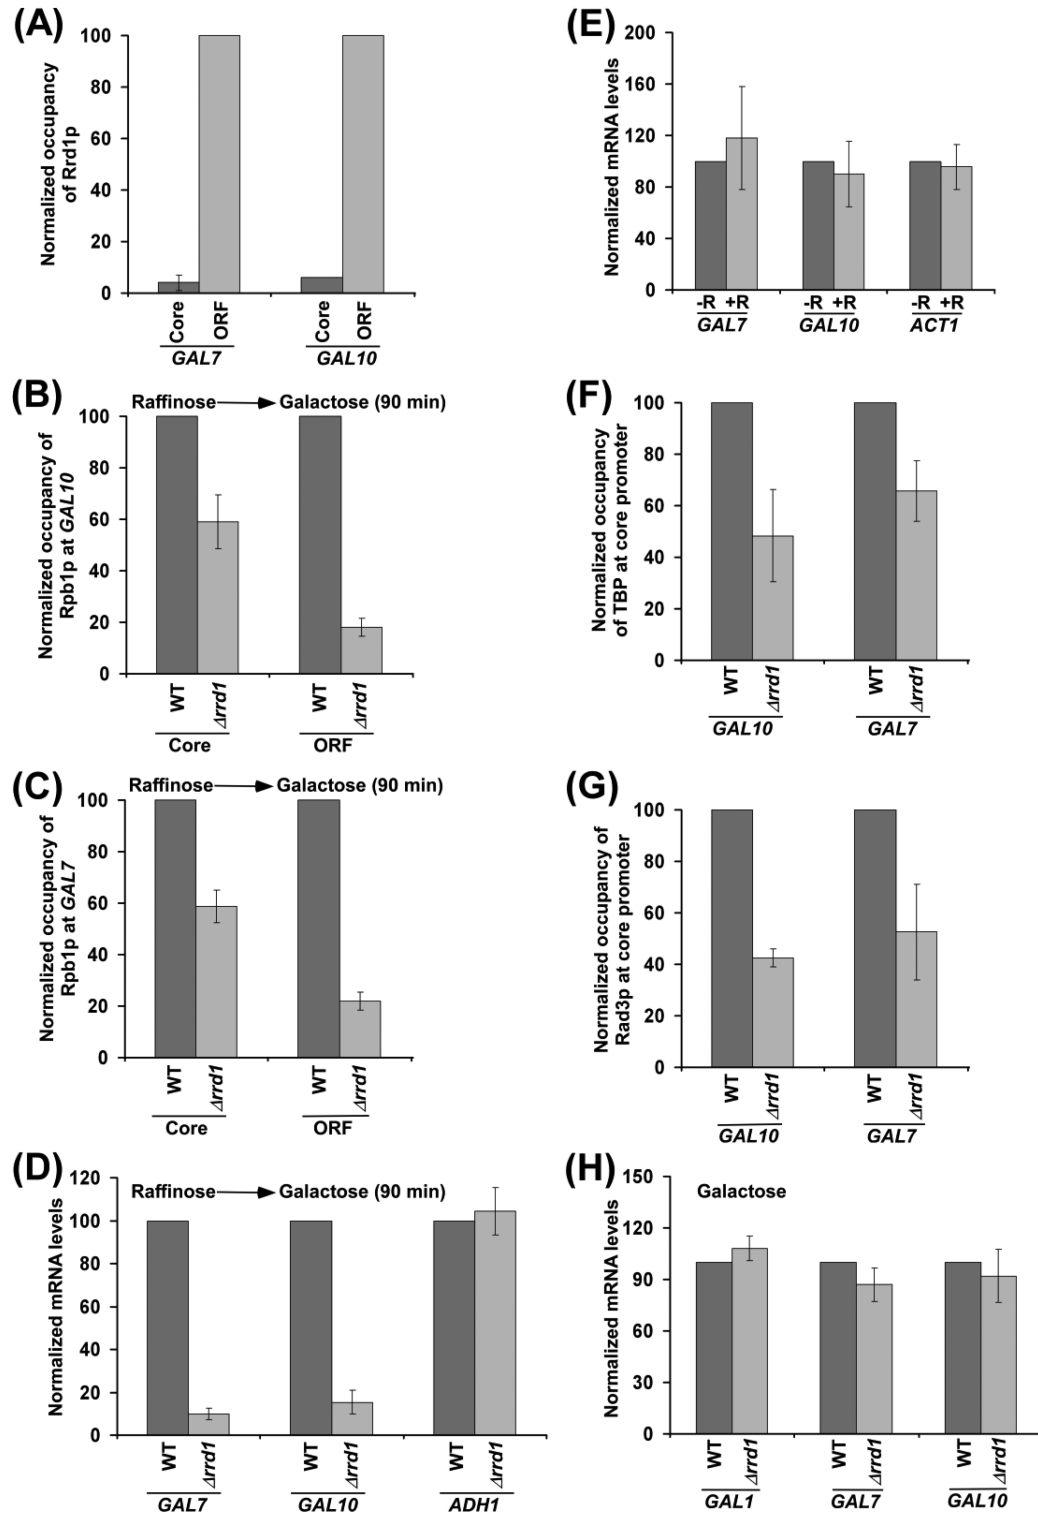 (A)
Normalized occupancy
of Rrd1p
100
80
60
40
20
0
Core
ORF
Core
ORF
GAL7
GAL10
(B)
Raffinose
Galactose (90 min)
Normalized occupancy of
Rpb1p at GAL10
100
80
60
40
20
0
WT
Δrrd1
WT
Δrrd1
Core
ORF
(C)
Raffinose
Galactose (90 min)
Normalized occupancy of
Rpb1p at GAL7
100
80
60
40
20
0
WT
Δrrd1
WT
Δrrd1
Core
ORF
(D)
Raffinose
Galactose (90 min)
Normalized mRNA levels
120
100
80
60
40
20
0
WT
Δrrd1
WT
Δrrd1
WT
Δrrd1
GAL7
GAL10
ADH1
(E)
Normalized mRNA levels
200
160
120
80
40
0
-R +R
-R +R
-R +R
GAL7
GAL10
ACT1
(F)
Normalized occupancy
of TBP at core promoter
100
80
60
40
20
0
WT
Δrrd1
WT
Δrrd1
GAL10
GAL7
(G)
Normalized occupancy of
Rad3p at core promoter
100
80
60
40
20
0
WT
Δrrd1
WT
Δrrd1
GAL10
GAL7
(H)
Galactose
Normalized mRNA levels
150
120
90
60
30
0
WT
Δrrd1
WT
Δrrd1
WT
Δrrd1
GAL1
GAL7
GAL10